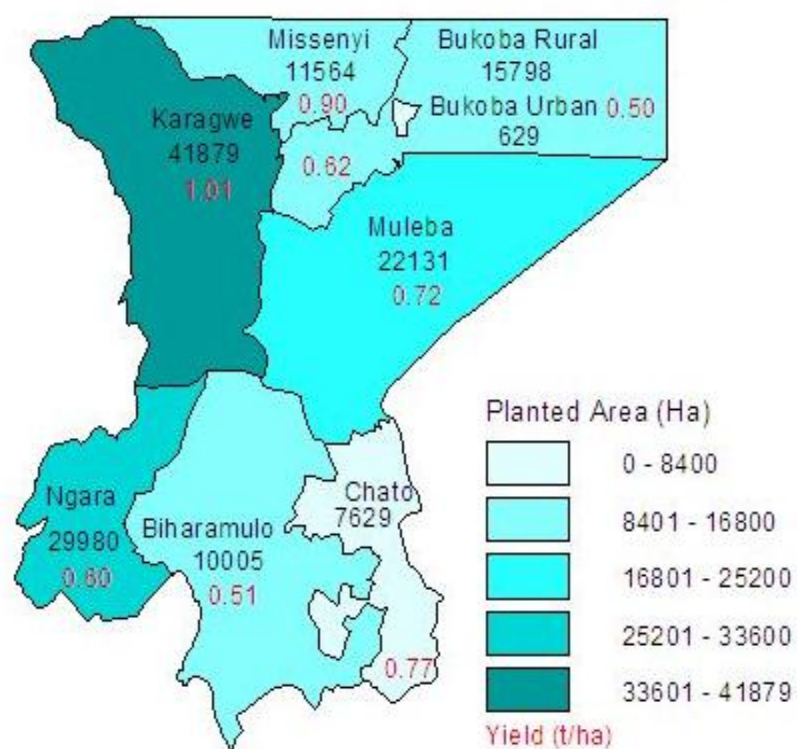 Missenyi
11564
0.90
Bukoba Rural
15798
Bukoba Urban 0.50
629
Karagwe
41879
1.01
0.62
Muleba
22131
0.72
Planted Area (Ha)
0 - 8400
8401 - 16800
16801 - 25200
25201 - 33600
33601 - 41879
Yield (t/ha)
Ngara
29980
0.60
Biharamulo
10005
0.51
Chato
7629
0.77